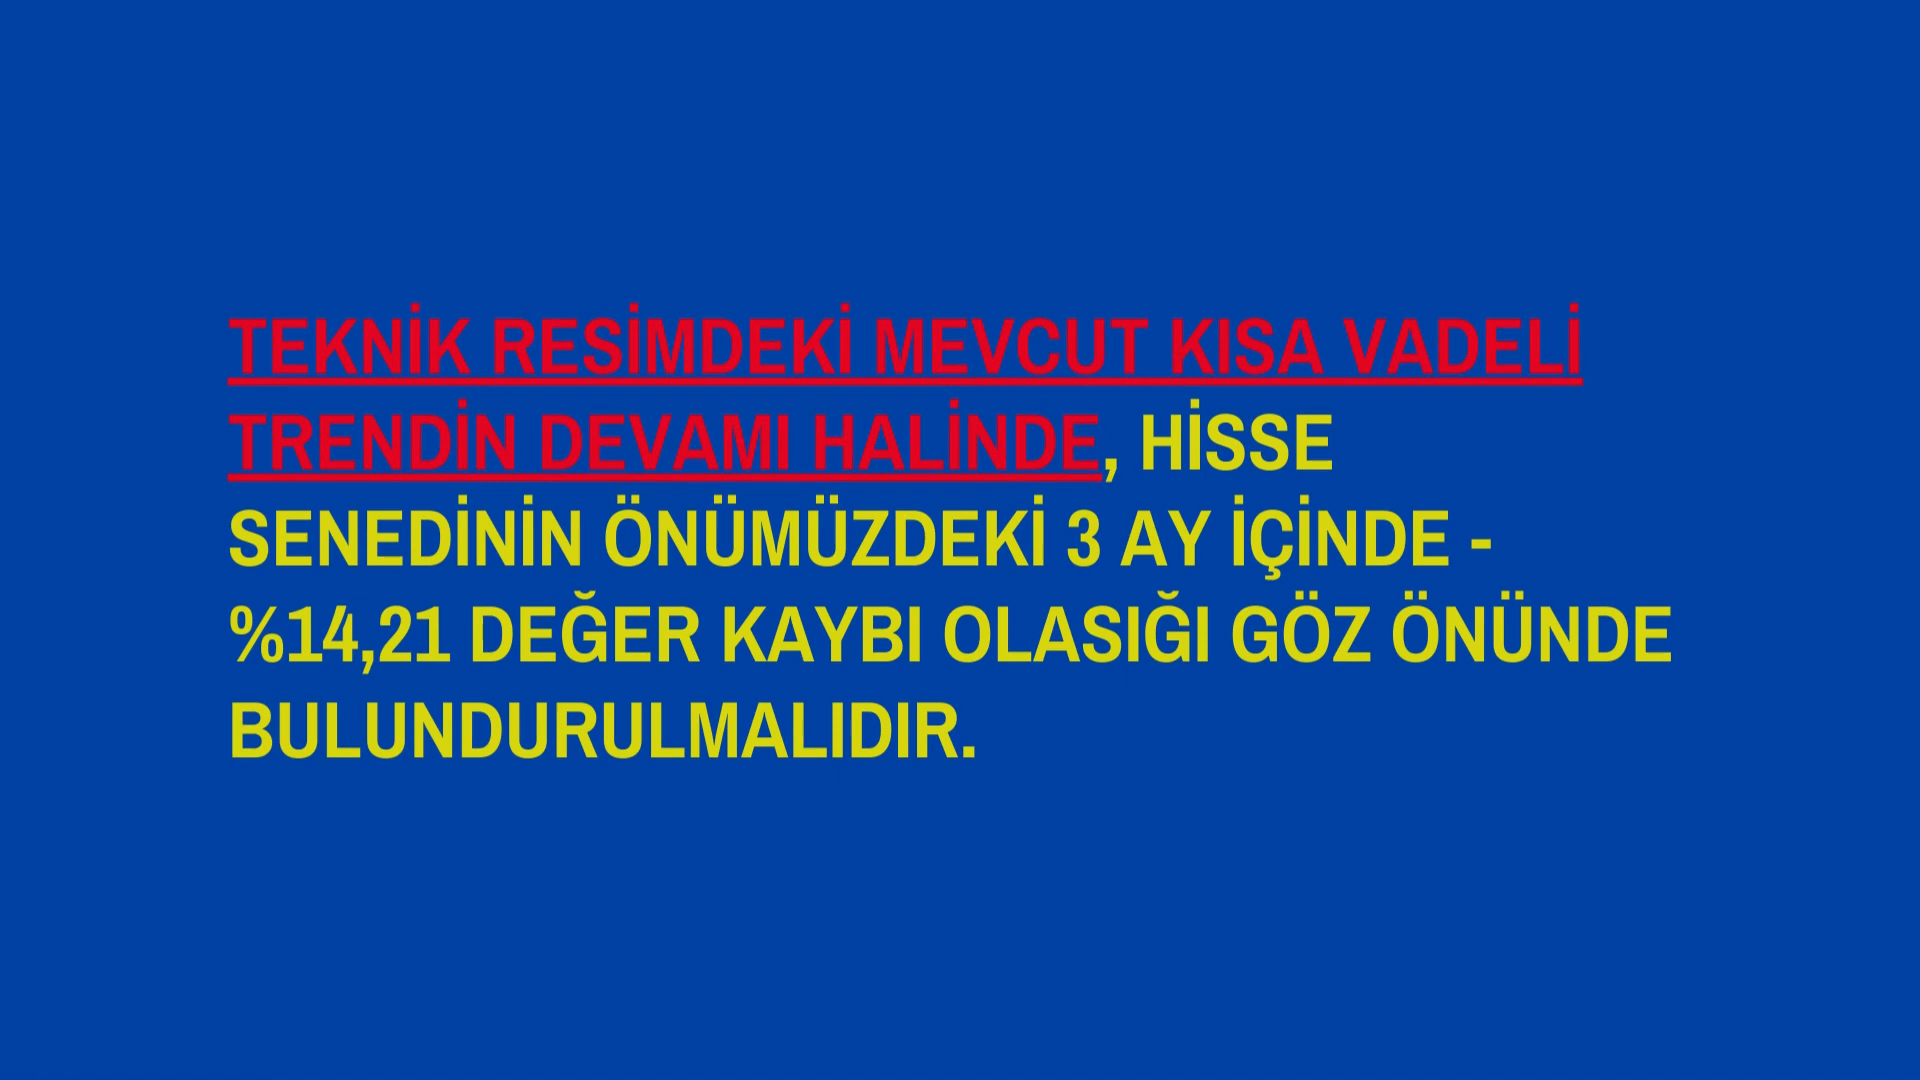 TEKNİK RESİMDEKİ MEVCUT KISA VADELİ
TRENDİN DEVAMI HALİNDE, HİSSE
SENEDİNİN ÖNÜMÜZDEKİ 3 AY İÇİNDE -
%14,21 DEĞER KAYBI OLASIĞI GÖZ ÖNÜNDE
BULUNDURULMALIDIR.